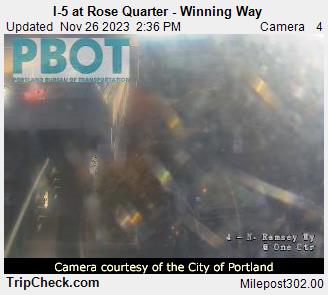 I-5 at Rose Quarter - Winning Way
Updated Nov 26 2023 2:36 PM Camera 4
PBOT
PORTLAND BUREAU OF TRANSPORTATION
4 - N. Ramsey Wy
@ One Ctr
Camera courtesy of the City of Portland
TripCheck.com Milepost302.00